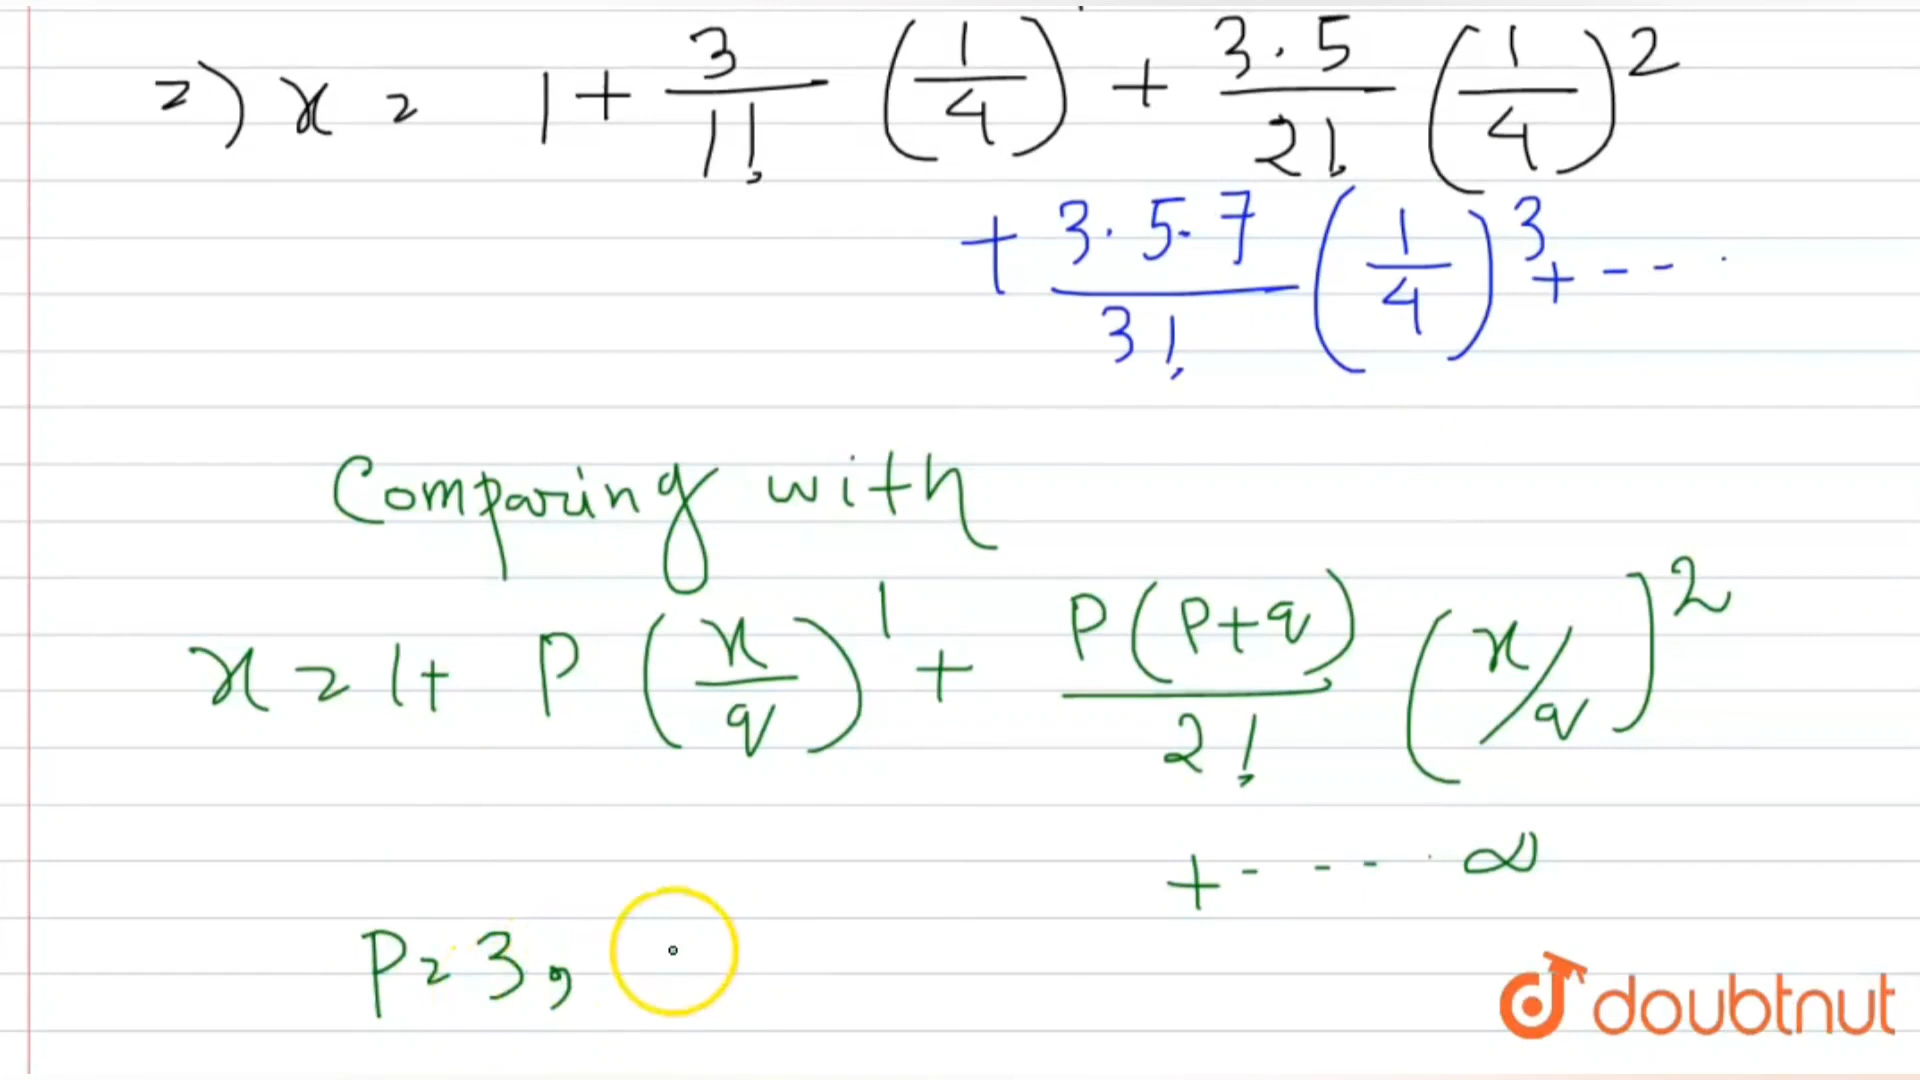 =) x = 1 + 3/1! (1/4) + 3·5/2! (1/4)^2
+ 3·5·7/3! (1/4)^3 + -- ·
Comparing with
x = 1 + P (x/q)^1 + P(P+q)/2! (x/q)^2
+ ---- · ∞
P = 3,
doubtnut